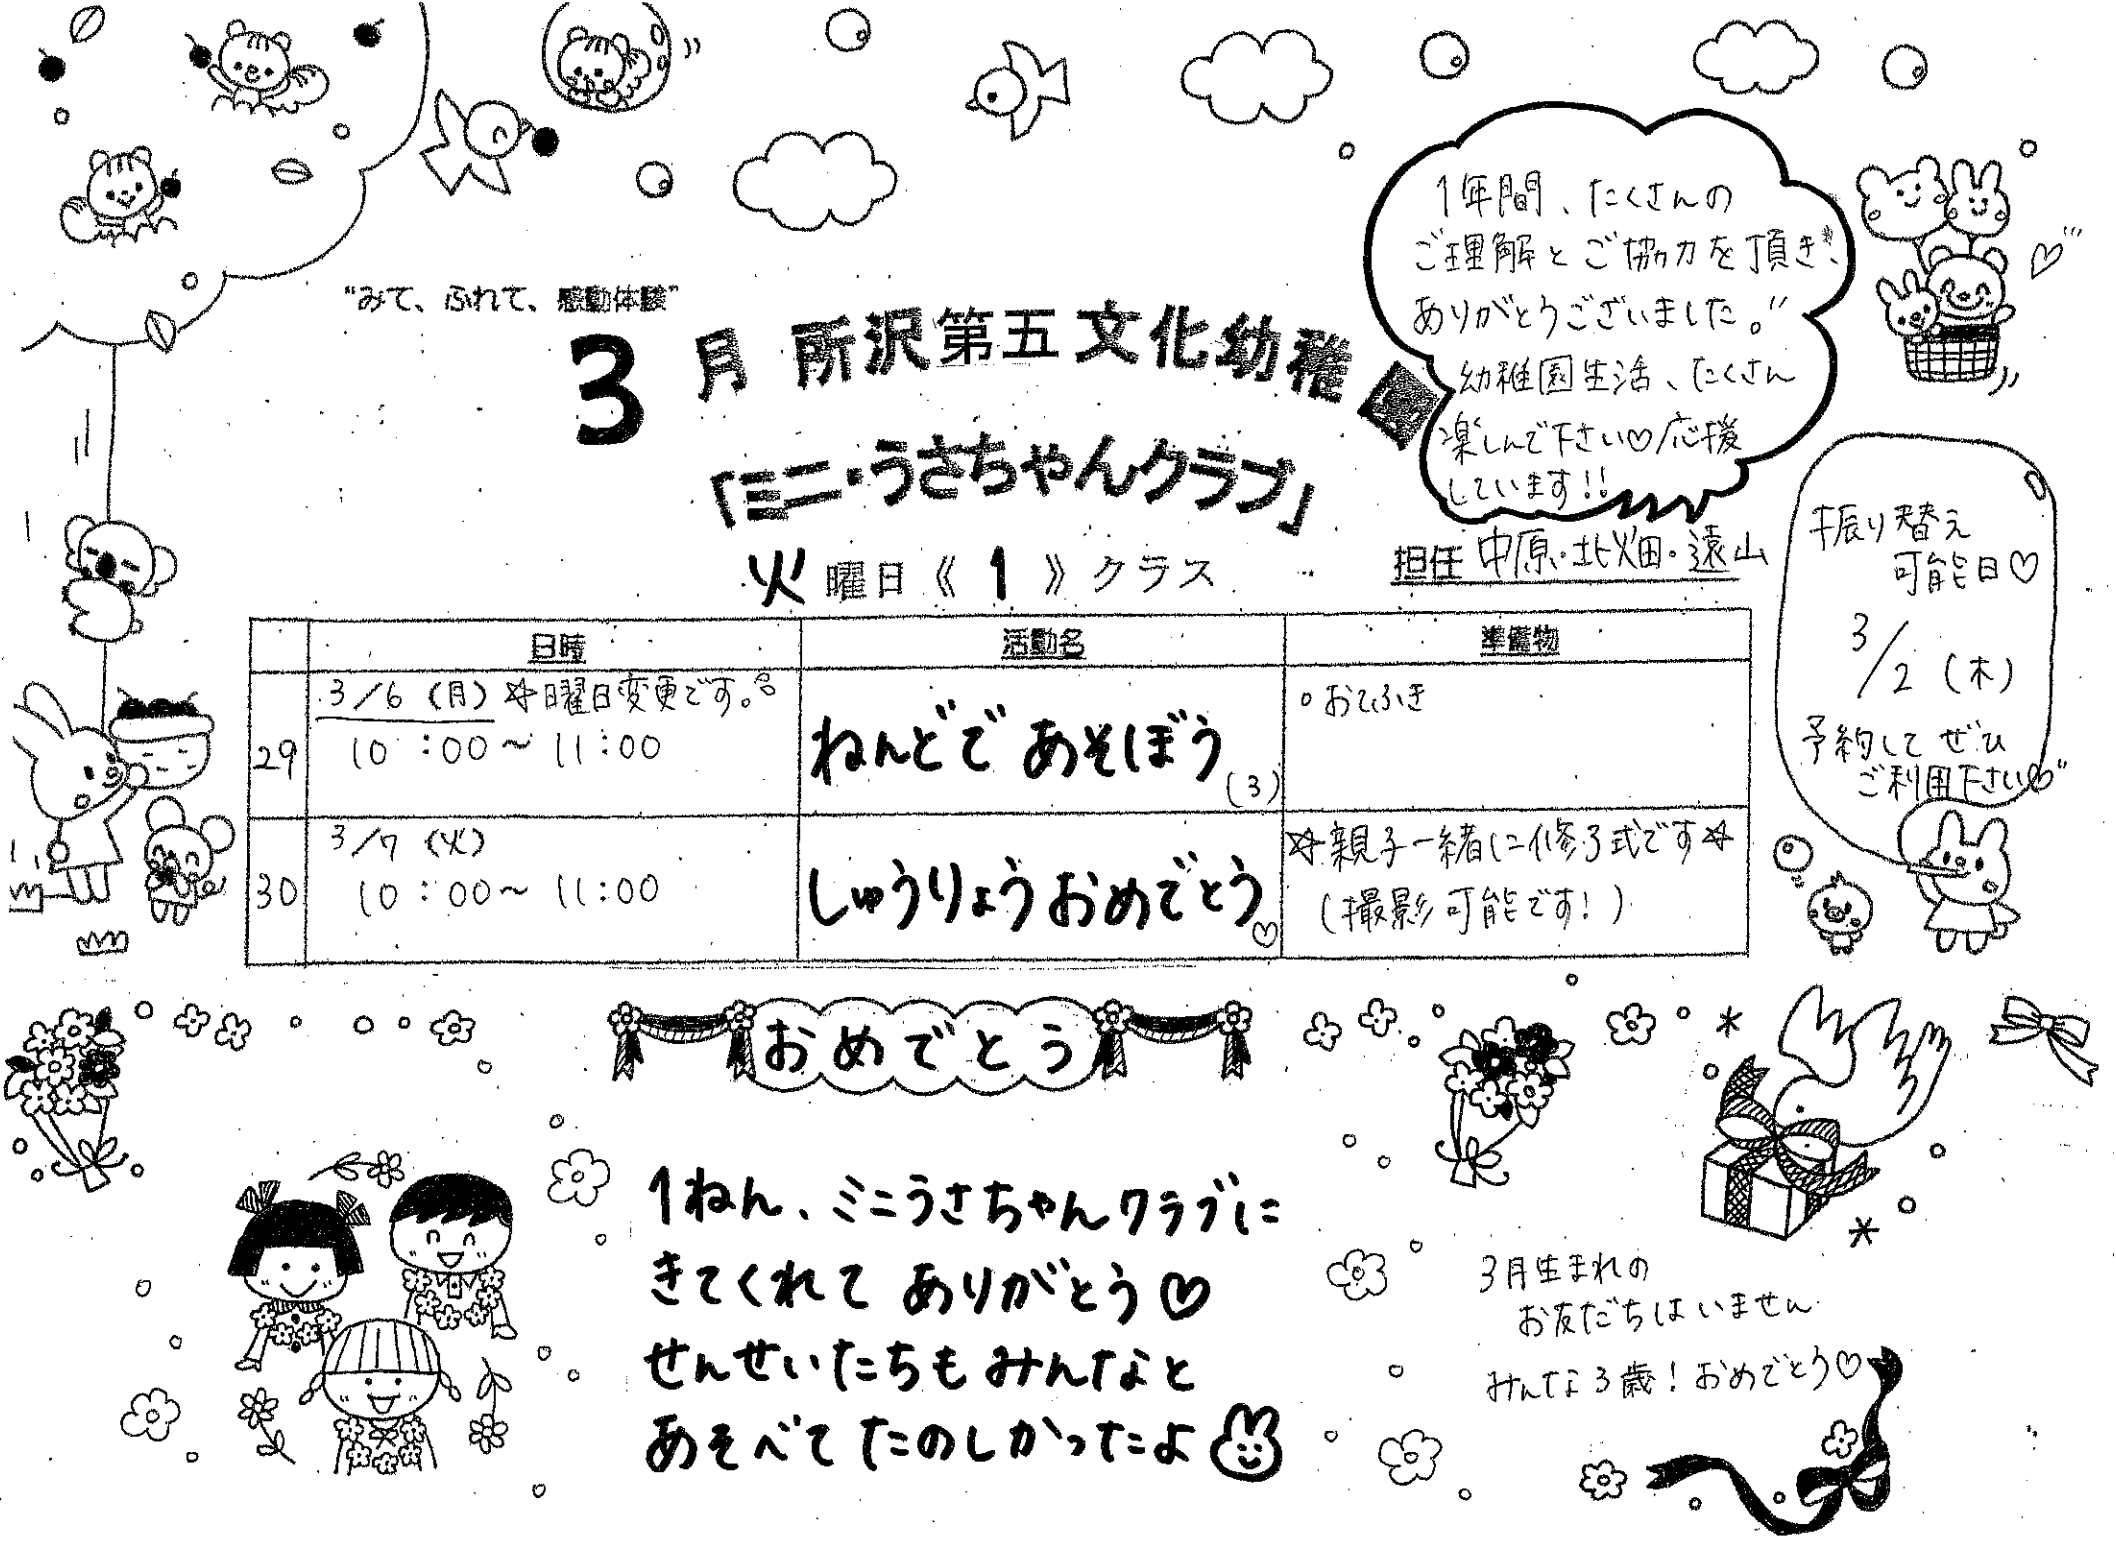 "みて、ふれて、感動体験"
3月 所沢第五文化幼稚園
「ミニ・うさちゃんクラブ」
火曜日《 1 》クラス
担任 中原・北畑・遠山
1年間、たくさんの
ご理解とご協力を頂き、
ありがとうございました。
幼稚園生活、たくさん
楽しんで下さい♡応援
しています!!
振り替え
可能日♡
3/2 (木)
予約して ぜひ
ご利用下さい♡
日時 活動名 準備物
29 3/6 (月) ☆曜日変更です。 ねんどで あそぼう (3) ○おてふき
10:00～11:00
30 3/7 (火) しゅうりょう おめでとう♡ ☆親子一緒に修了式です☆
10:00～11:00 (撮影可能です!)
おめでとう
1ねん、ミニうさちゃんクラブに
きてくれて ありがとう♡
せんせいたちも みんなと
あそべて たのしかったよ
3月生まれの
お友だちは いません
みんな3歳! おめでとう♡